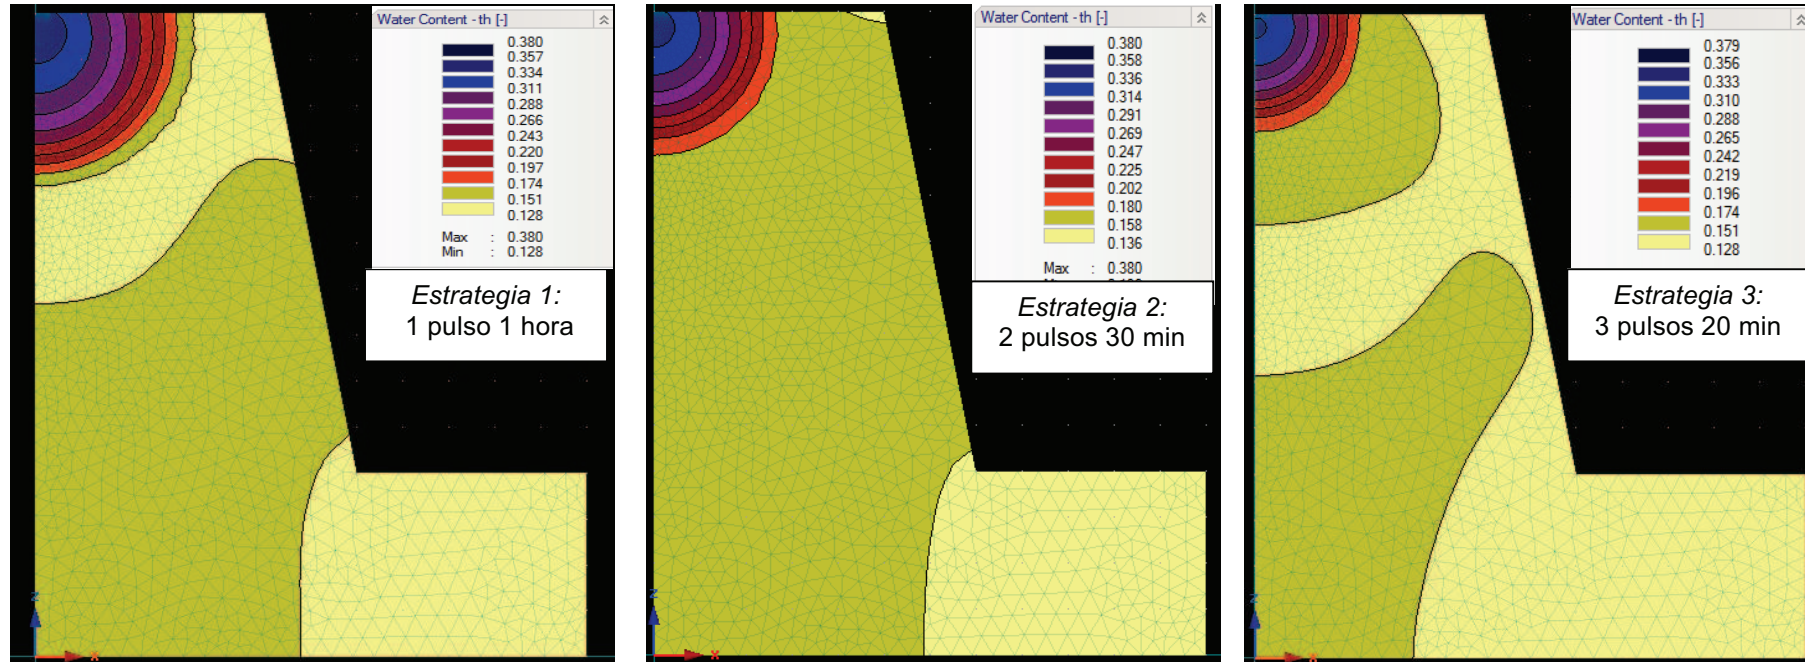 Water Content - th [-]
0.380
0.357
0.334
0.311
0.288
0.266
0.243
0.220
0.197
0.174
0.151
0.128
Max : 0.380
Min : 0.128
Estrategia 1:
1 pulso 1 hora
Z
X
Water Content - th [-]
0.380
0.358
0.336
0.314
0.291
0.269
0.247
0.225
0.202
0.180
0.158
0.136
Max : 0.380
Estrategia 2:
2 pulsos 30 min
Z
X
Water Content - th [-]
0.379
0.356
0.333
0.310
0.288
0.265
0.242
0.219
0.196
0.174
0.151
0.128
Estrategia 3:
3 pulsos 20 min
Z
X